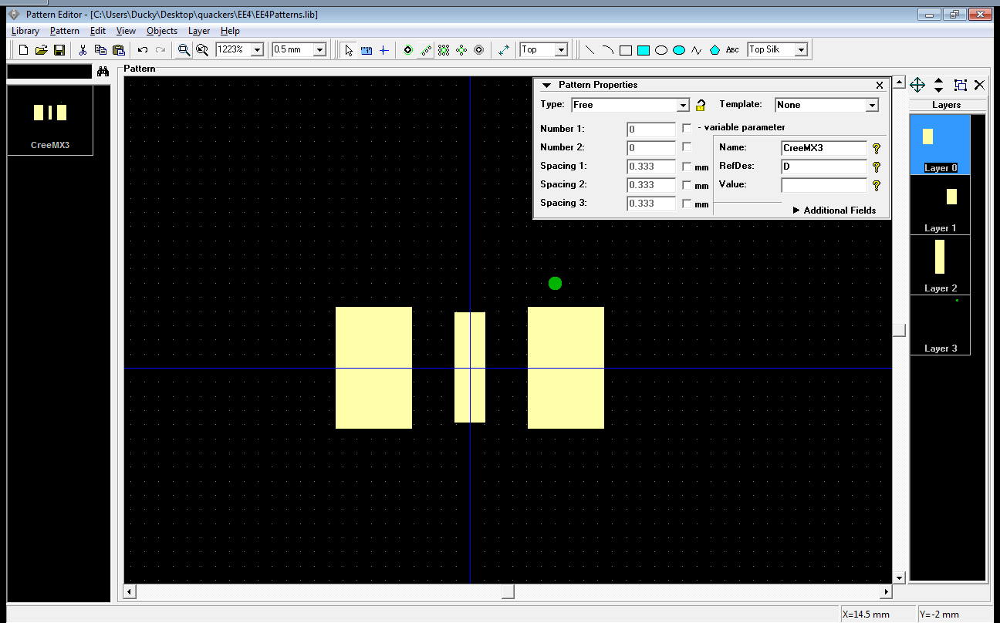 Pattern Editor - [C:\Users\Ducky\Desktop\quackers\EE4\EE4Patterns.lib]
Library Pattern Edit View Objects Layer Help
1223% 0.5 mm Top ABC Top Silk
Pattern
CreeMX3
Pattern Properties
Type: Free Template: None
Number 1: 0 - variable parameter
Number 2: 0 Name: CreeMX3
Spacing 1: 0.333 mm RefDes: D
Spacing 2: 0.333 mm Value:
Spacing 3: 0.333 mm
Additional Fields
Layers
Layer 0
Layer 1
Layer 2
Layer 3
X=14.5 mm Y=-2 mm